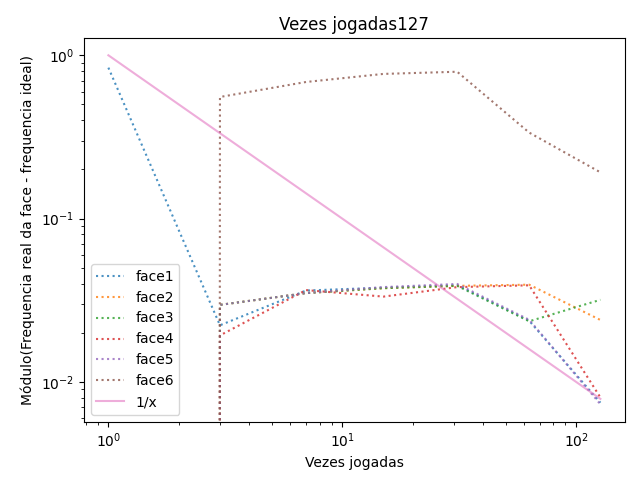 Vezes jogadas127
Módulo(Frequencia real da face - frequencia ideal)
10⁰
10⁻¹
10⁻²
face1
face2
face3
face4
face5
face6
1/x
10⁰
10¹
10²
Vezes jogadas